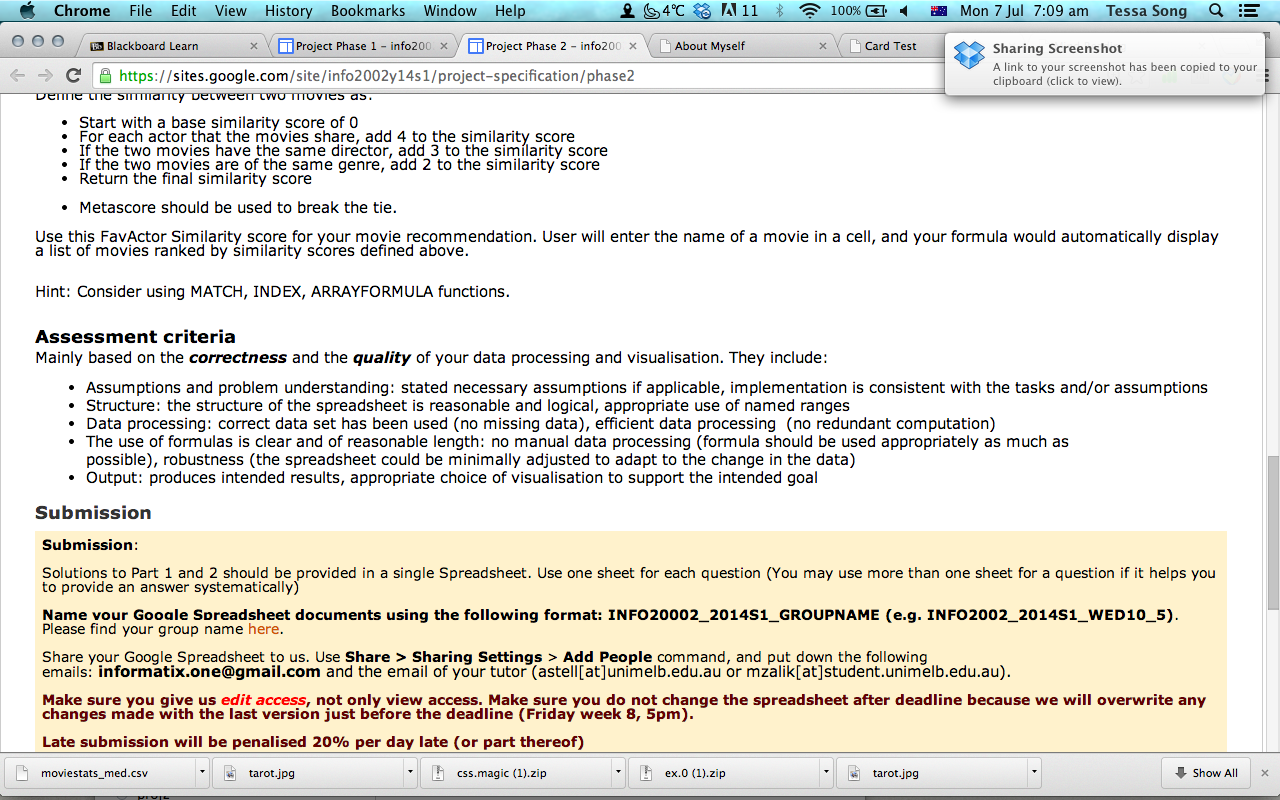 Chrome File Edit View History Bookmarks Window Help 4°C 11 100% Mon 7 Jul 7:09 am Tessa Song
Blackboard Learn × Project Phase 1 – info200 × Project Phase 2 – info200 × About Myself × Card Test
Sharing Screenshot
A link to your screenshot has been copied to your
clipboard (click to view).
https://sites.google.com/site/info2002y14s1/project-specification/phase2
Define the similarity between two movies as:
• Start with a base similarity score of 0
• For each actor that the movies share, add 4 to the similarity score
• If the two movies have the same director, add 3 to the similarity score
• If the two movies are of the same genre, add 2 to the similarity score
• Return the final similarity score
• Metascore should be used to break the tie.
Use this FavActor Similarity score for your movie recommendation. User will enter the name of a movie in a cell, and your formula would automatically display
a list of movies ranked by similarity scores defined above.
Hint: Consider using MATCH, INDEX, ARRAYFORMULA functions.
Assessment criteria
Mainly based on the correctness and the quality of your data processing and visualisation. They include:
• Assumptions and problem understanding: stated necessary assumptions if applicable, implementation is consistent with the tasks and/or assumptions
• Structure: the structure of the spreadsheet is reasonable and logical, appropriate use of named ranges
• Data processing: correct data set has been used (no missing data), efficient data processing (no redundant computation)
• The use of formulas is clear and of reasonable length: no manual data processing (formula should be used appropriately as much as
possible), robustness (the spreadsheet could be minimally adjusted to adapt to the change in the data)
• Output: produces intended results, appropriate choice of visualisation to support the intended goal
Submission
Submission:
Solutions to Part 1 and 2 should be provided in a single Spreadsheet. Use one sheet for each question (You may use more than one sheet for a question if it helps you
to provide an answer systematically)
Name your Google Spreadsheet documents using the following format: INFO20002_2014S1_GROUPNAME (e.g. INFO2002_2014S1_WED10_5).
Please find your group name here.
Share your Google Spreadsheet to us. Use Share > Sharing Settings > Add People command, and put down the following
emails: informatix.one@gmail.com and the email of your tutor (astell[at]unimelb.edu.au or mzalik[at]student.unimelb.edu.au).
Make sure you give us edit access, not only view access. Make sure you do not change the spreadsheet after deadline because we will overwrite any
changes made with the last version just before the deadline (Friday week 8, 5pm).
Late submission will be penalised 20% per day late (or part thereof)
moviestats_med.csv tarot.jpg css.magic (1).zip ex.0 (1).zip tarot.jpg Show All ×